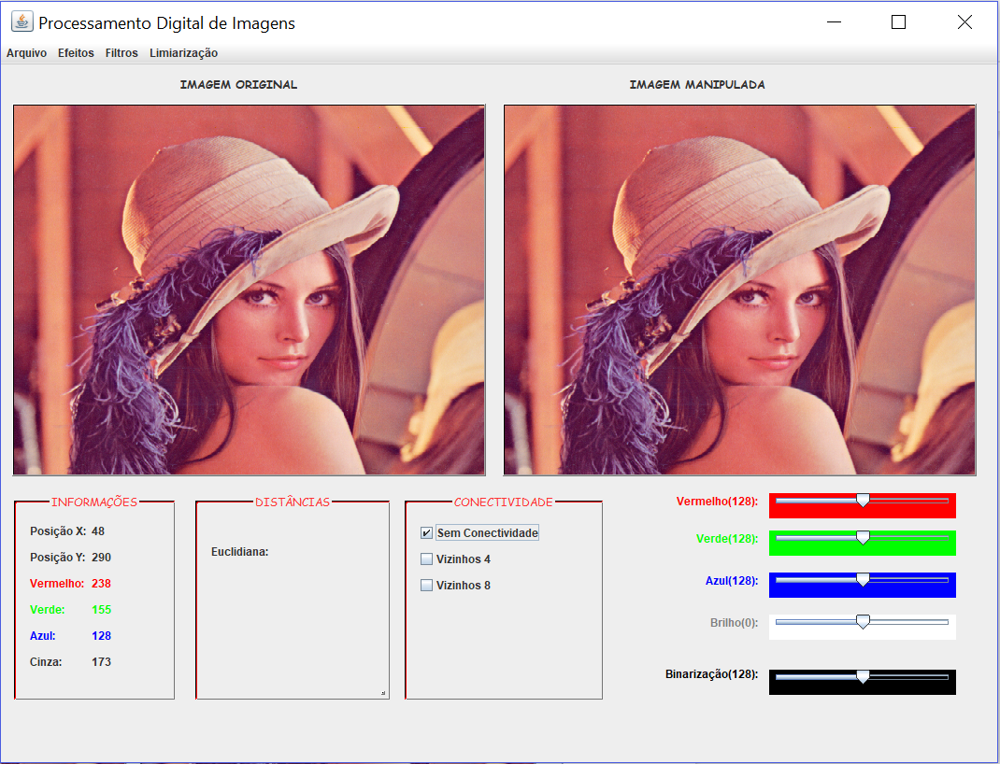 Processamento Digital de Imagens
Arquivo Efeitos Filtros Limiarização
IMAGEM ORIGINAL
IMAGEM MANIPULADA
INFORMAÇÕES
Posição X: 48
Posição Y: 290
Vermelho: 238
Verde: 155
Azul: 128
Cinza: 173
DISTÂNCIAS
Euclidiana:
CONECTIVIDADE
Sem Conectividade
Vizinhos 4
Vizinhos 8
Vermelho(128):
Verde(128):
Azul(128):
Brilho(0):
Binarização(128):